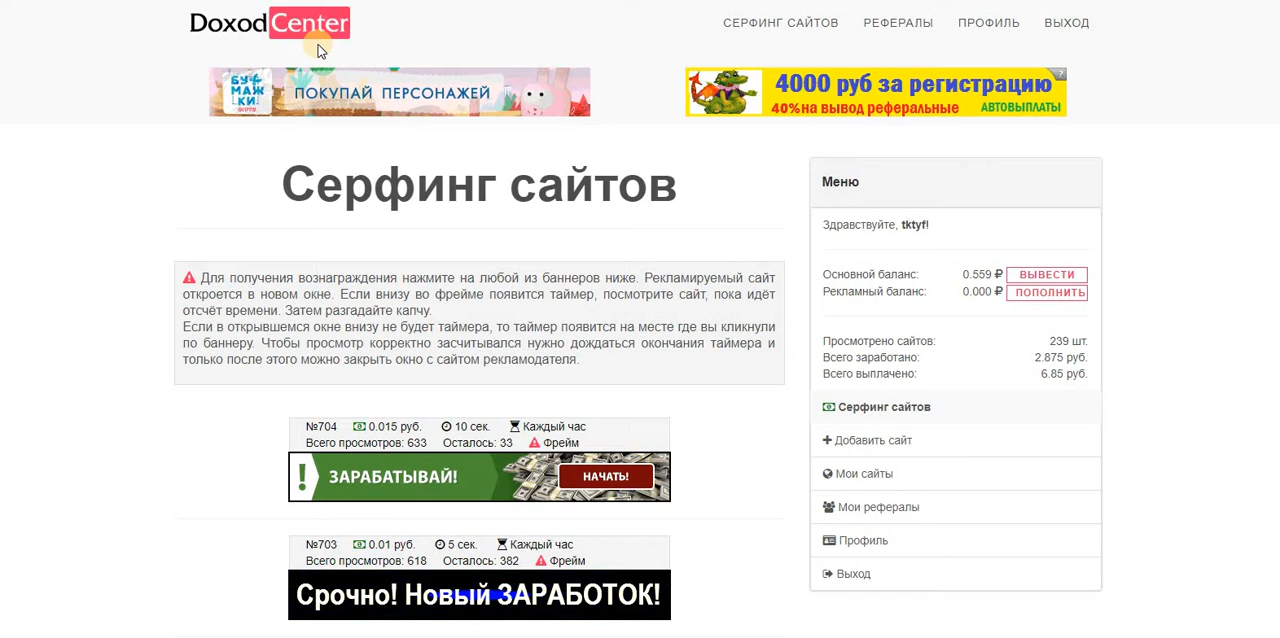 DoxodCenter
СЕРФИНГ САЙТОВ РЕФЕРАЛЫ ПРОФИЛЬ ВЫХОД
БУМАЖКИ ПОКУПАЙ ПЕРСОНАЖЕЙ
4000 руб за регистрацию ?
40% на вывод реферальные АВТОВЫПЛАТЫ
Серфинг сайтов
Для получения вознаграждения нажмите на любой из баннеров ниже. Рекламируемый сайт
откроется в новом окне. Если внизу во фрейме появится таймер, посмотрите сайт, пока идёт
отсчёт времени. Затем разгадайте капчу.
Если в открывшемся окне внизу не будет таймера, то таймер появится на месте где вы кликнули
по баннеру. Чтобы просмотр корректно засчитывался нужно дождаться окончания таймера и
только после этого можно закрыть окно с сайтом рекламодателя.
№704 0.015 руб. 10 сек. Каждый час
Всего просмотров: 633 Осталось: 33 Фрейм
! ЗАРАБАТЫВАЙ! НАЧАТЬ!
№703 0.01 руб. 5 сек. Каждый час
Всего просмотров: 618 Осталось: 382 Фрейм
Срочно! Новый ЗАРАБОТОК!
Меню
Здравствуйте, tktyf!
Основной баланс: 0.559 ₽ ВЫВЕСТИ
Рекламный баланс: 0.000 ₽ ПОПОЛНИТЬ
Просмотрено сайтов: 239 шт.
Всего заработано: 2.875 руб.
Всего выплачено: 6.85 руб.
Серфинг сайтов
Добавить сайт
Мои сайты
Мои рефералы
Профиль
Выход